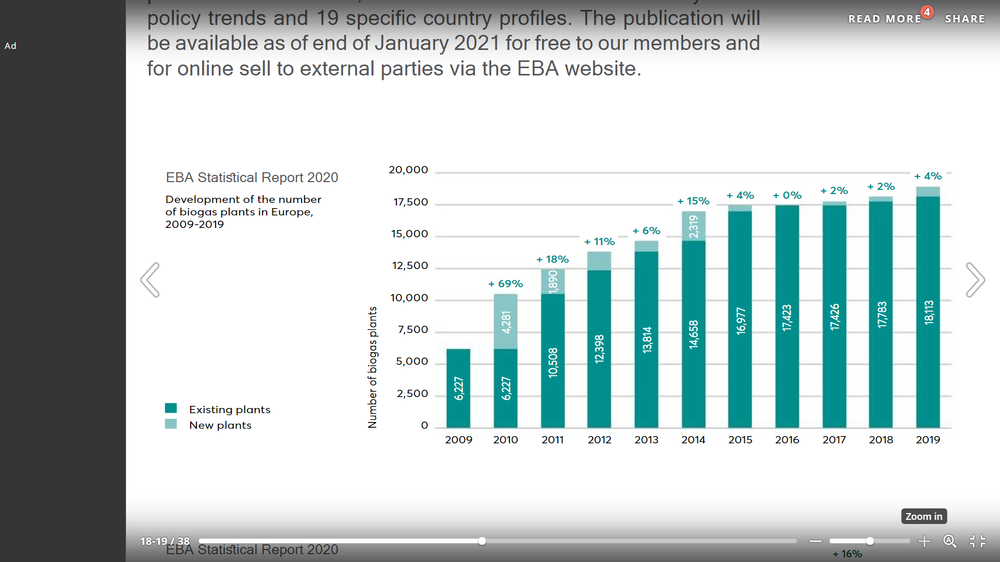 READ MORE 4 SHARE
Ad
policy trends and 19 specific country profiles. The publication will
be available as of end of January 2021 for free to our members and
for online sell to external parties via the EBA website.
EBA Statistical Report 2020
Development of the number
of biogas plants in Europe,
2009-2019
Existing plants
New plants
Number of biogas plants
20,000
17,500
15,000
12,500
10,000
7,500
5,000
2,500
0
+ 69%
+ 18%
+ 11%
+ 6%
+ 15%
+ 4%
+ 0%
+ 2%
+ 2%
+ 4%
6,227
4,281
6,227
1,890
10,508
12,398
13,814
2,319
14,658
16,977
17,423
17,426
17,783
18,113
2009 2010 2011 2012 2013 2014 2015 2016 2017 2018 2019
Zoom in
18-19 / 38
EBA Statistical Report 2020
+ 16%